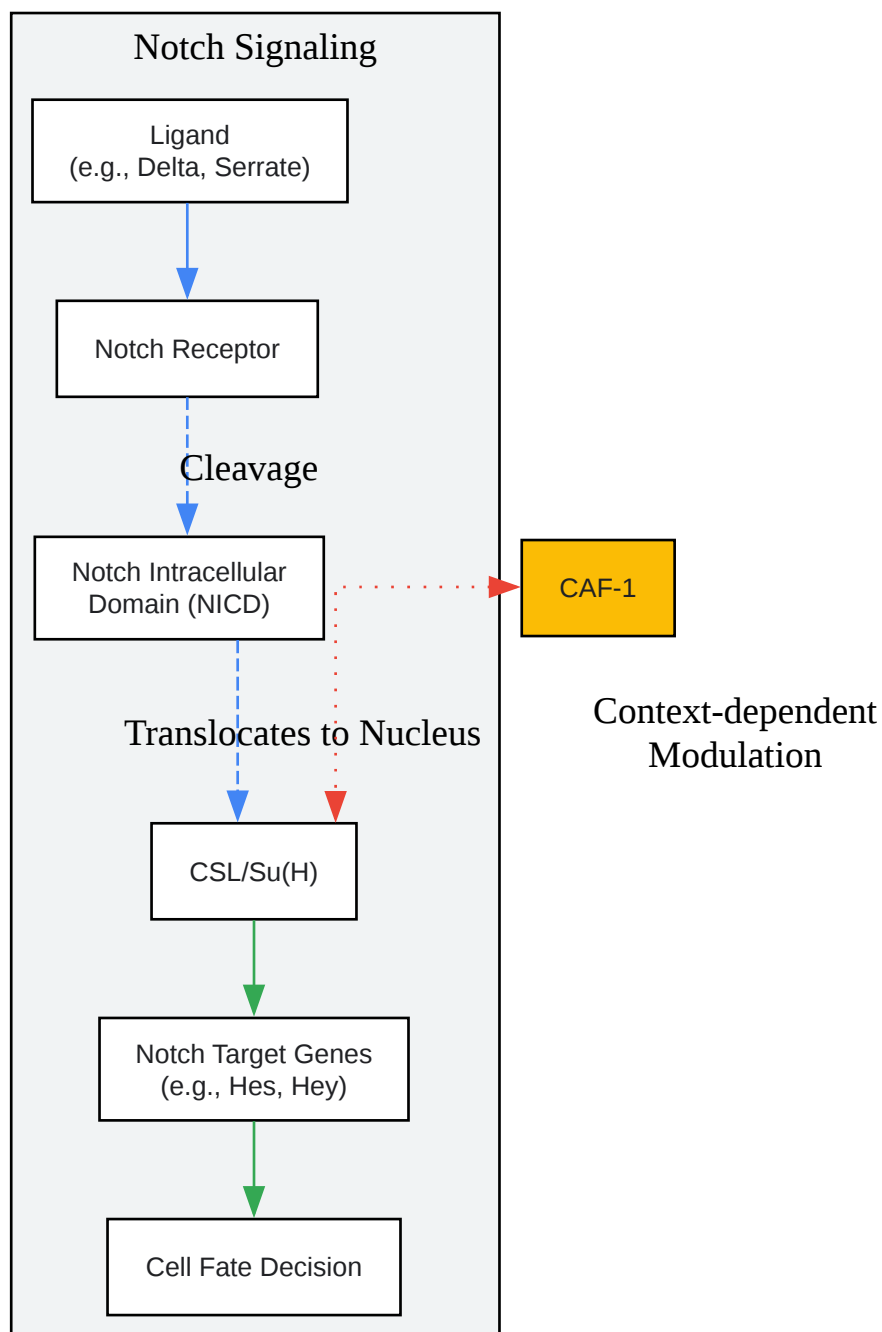 Notch Signaling
Ligand
(e.g., Delta, Serrate)
Notch Receptor
Cleavage
Notch Intracellular
Domain (NICD)
CAF-1
Translocates to Nucleus
Context-dependent
Modulation
CSL/Su(H)
Notch Target Genes
(e.g., Hes, Hey)
Cell Fate Decision